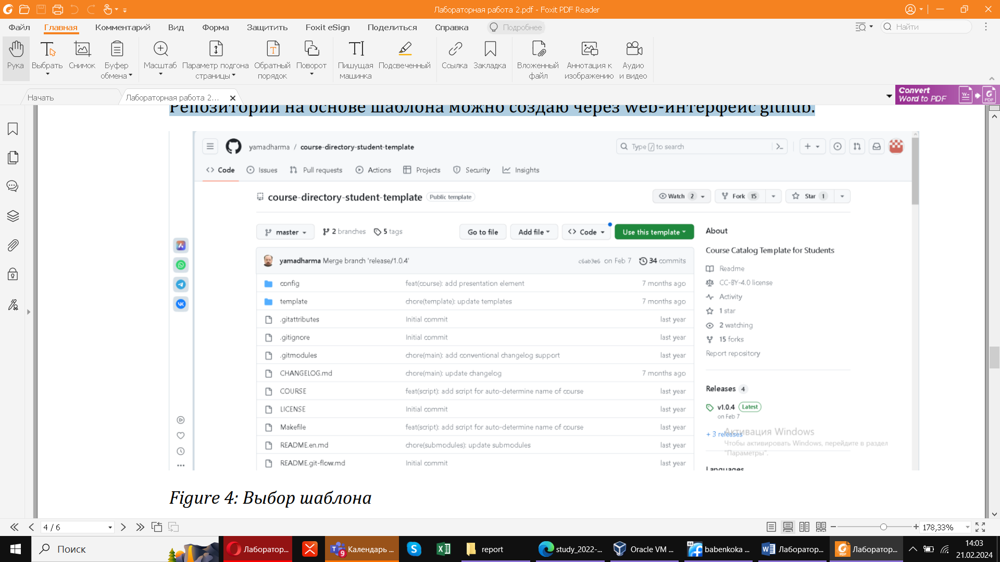 Лабораторная работа 2.pdf - Foxit PDF Reader
Файл Главная Комментарий Вид Форма Защитить Foxit eSign Поделиться Справка Подробнее Найти
Рука Выбрать Снимок Буфер обмена Масштаб Параметр подгона страницы Обратный порядок Поворот Пишущая машинка Подсвеченный Ссылка Закладка Вложенный файл Аннотация к изображению Аудио и видео
Начать Лабораторная работа 2... Convert Word to PDF
Репозиторий на основе шаблона можно создаю через web-интерфейс github.
yamadharma / course-directory-student-template Type / to search
Code Issues Pull requests Actions Projects Security Insights
course-directory-student-template Public template Watch 2 Fork 15 Star 1
master 2 branches 5 tags Go to file Add file Code Use this template
yamadharma Merge branch 'release/1.0.4' c6ab3e6 on Feb 7 34 commits
config feat(course): add presentation element 7 months ago
template chore(template): update templates 7 months ago
.gitattributes Initial commit last year
.gitignore Initial commit last year
.gitmodules chore(main): add conventional changelog support last year
CHANGELOG.md chore(main): update changelog 7 months ago
COURSE feat(script): add script for auto-determine name of course last year
LICENSE Initial commit last year
Makefile feat(script): add script for auto-determine name of course last year
README.en.md chore(submodules): update submodules last year
README.git-flow.md Initial commit last year
About
Course Catalog Template for Students
Readme
CC-BY-4.0 license
Activity
1 star
2 watching
15 forks
Report repository
Releases 4
v1.0.4 Latest
on Feb 7
+ 3 releases
Активация Windows
Чтобы активировать Windows, перейдите в раздел
"Параметры".
Languages
Figure 4: Выбор шаблона
4 / 6 178,33%
Поиск Лаборатор... Календарь ... 9 report study_2022-... Oracle VM ... 64 babenkoka ... Лаборатор... Лаборатор... 14:03
21.02.2024